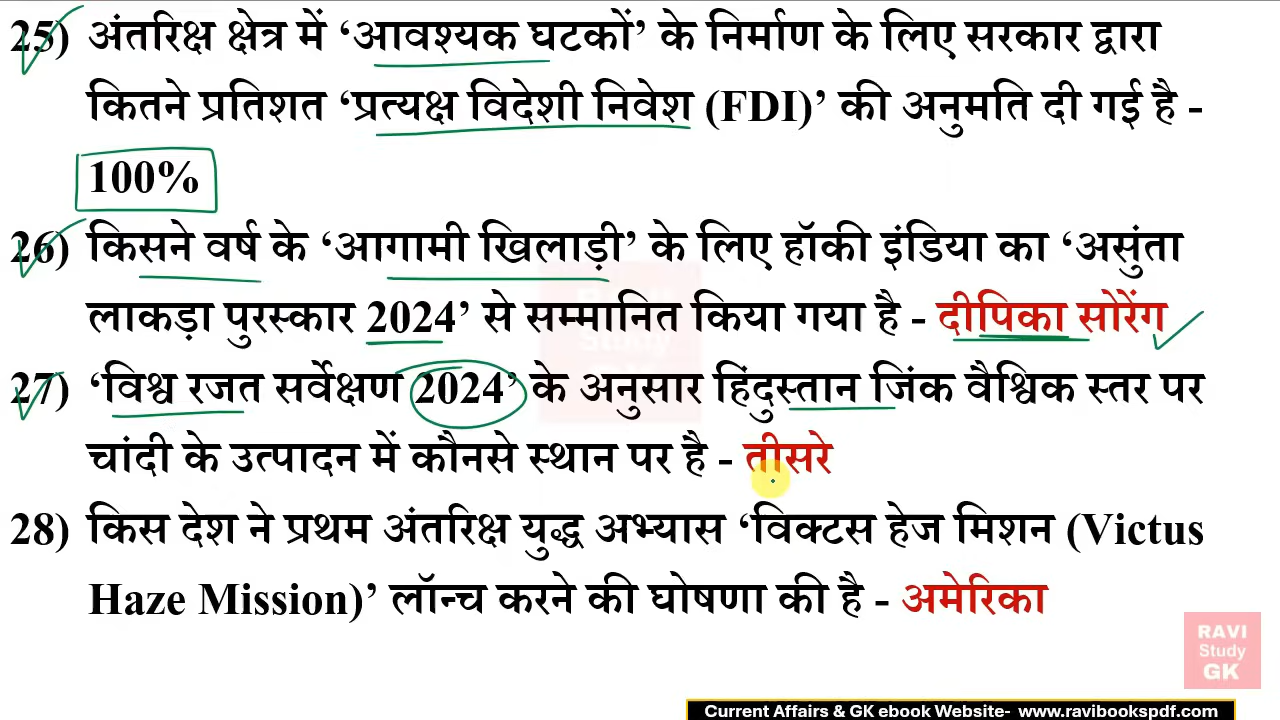 25) अंतरिक्ष क्षेत्र में ‘आवश्यक घटकों’ के निर्माण के लिए सरकार द्वारा
कितने प्रतिशत ‘प्रत्यक्ष विदेशी निवेश (FDI)’ की अनुमति दी गई है -
100%
26) किसने वर्ष के ‘आगामी खिलाड़ी’ के लिए हॉकी इंडिया का ‘असुंता
लाकड़ा पुरस्कार 2024’ से सम्मानित किया गया है - दीपिका सोरेंग
27) ‘विश्व रजत सर्वेक्षण 2024’ के अनुसार हिंदुस्तान जिंक वैश्विक स्तर पर
चांदी के उत्पादन में कौनसे स्थान पर है - तीसरे
28) किस देश ने प्रथम अंतरिक्ष युद्ध अभ्यास ‘विक्टस हेज मिशन (Victus
Haze Mission)’ लॉन्च करने की घोषणा की है - अमेरिका
RAVI
Study
GK
Current Affairs & GK ebook Website- www.ravibookspdf.com